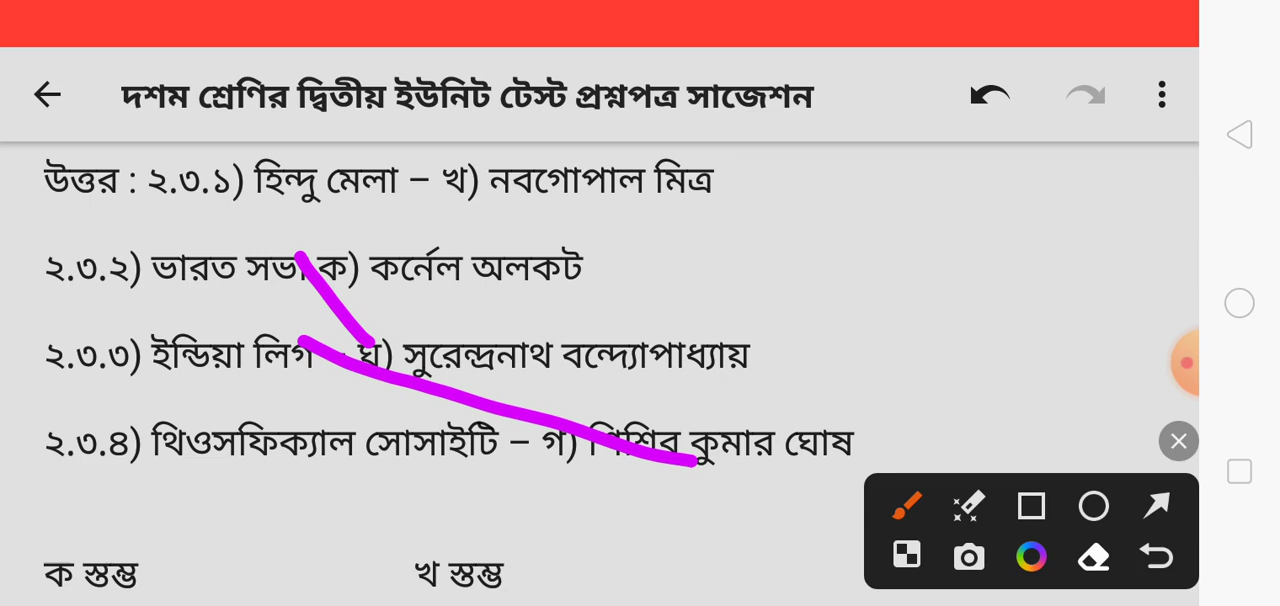 দশম শ্রেণির দ্বিতীয় ইউনিট টেস্ট প্রশ্নপত্র সাজেশন
উত্তর : ২.৩.১) হিন্দু মেলা – খ) নবগোপাল মিত্র
২.৩.২) ভারত সভা ক) কর্নেল অলকট
২.৩.৩) ইন্ডিয়া লিগ – ঘ) সুরেন্দ্রনাথ বন্দ্যোপাধ্যায়
২.৩.৪) থিওসফিক্যাল সোসাইটি – গ) শিশির কুমার ঘোষ
ক স্তম্ভ খ স্তম্ভ